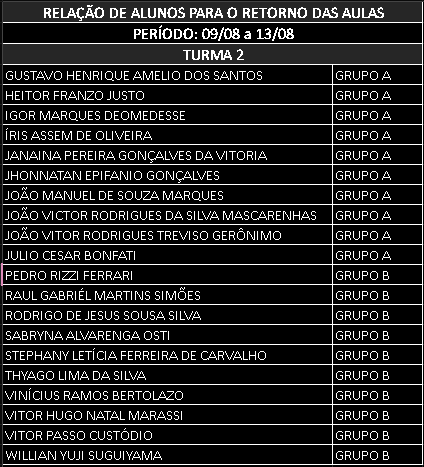 RELAÇÃO DE ALUNOS PARA O RETORNO DAS AULAS
PERÍODO: 09/08 a 13/08
TURMA 2
GUSTAVO HENRIQUE AMELIO DOS SANTOS GRUPO A
HEITOR FRANZO JUSTO GRUPO A
IGOR MARQUES DEOMEDESSE GRUPO A
ÍRIS ASSEM DE OLIVEIRA GRUPO A
JANAINA PEREIRA GONÇALVES DA VITORIA GRUPO A
JHONNATAN EPIFANIO GONÇALVES GRUPO A
JOÃO MANUEL DE SOUZA MARQUES GRUPO A
JOÃO VICTOR RODRIGUES DA SILVA MASCARENHAS GRUPO A
JOÃO VITOR RODRIGUES TREVISO GERÔNIMO GRUPO A
JULIO CESAR BONFATI GRUPO A
PEDRO RIZZI FERRARI GRUPO B
RAUL GABRIÉL MARTINS SIMÕES GRUPO B
RODRIGO DE JESUS SOUSA SILVA GRUPO B
SABRYNA ALVARENGA OSTI GRUPO B
STEPHANY LETÍCIA FERREIRA DE CARVALHO GRUPO B
THYAGO LIMA DA SILVA GRUPO B
VINÍCIUS RAMOS BERTOLAZO GRUPO B
VITOR HUGO NATAL MARASSI GRUPO B
VITOR PASSO CUSTÓDIO GRUPO B
WILLIAN YUJI SUGUIYAMA GRUPO B